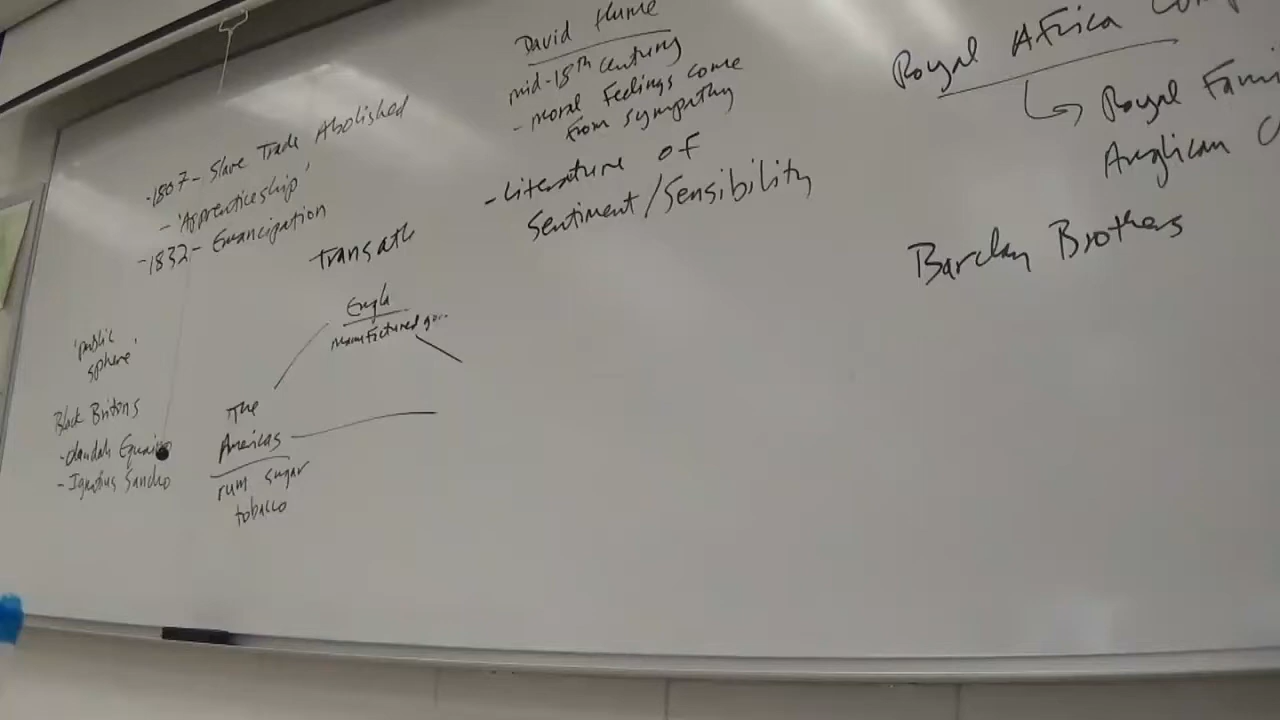 David Hume
mid-18th century
- moral feelings come
from sympathy
- Literature of
Sentiment/Sensibility
-1807- Slave Trade Abolished
- 'Apprenticeship'
-1832- Emancipation
Transatl
Engla
manufactured go..
The
Americas
rum sugar
tobacco
'public
sphere'
Black Britons
- Olaudah Equiano
- Ignatius Sancho
Royal Africa Comp
Royal Fami
Anglican C
Barclay Brothers